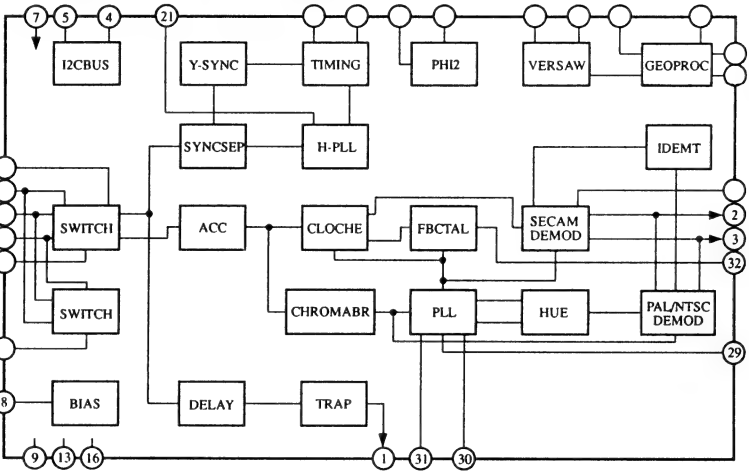 7 5 4 21
I2CBUS Y-SYNC TIMING PHI2 VERSAW GEOPROC
SYNCSEP H-PLL IDEMT
SWITCH ACC CLOCHE FBCTAL SECAM
DEMOD
2
3
32
SWITCH CHROMABR PLL HUE PAL/NTSC
DEMOD
29
8 BIAS DELAY TRAP
9 13 16 1 31 30